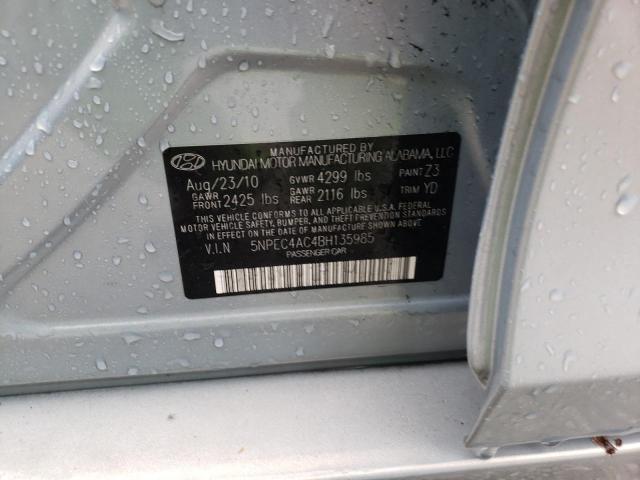 MANUFACTURED BY
HYUNDAI MOTOR MANUFACTURING ALABAMA, LLC
Aug/23/10 GVWR 4299 lbs PAINT Z3
GAWR FRONT 2425 lbs GAWR REAR 2116 lbs TRIM YD
THIS VEHICLE CONFORMS TO ALL APPLICABLE U.S.A FEDERAL
MOTOR VEHICLE SAFETY, BUMPER, AND THEFT PREVENTION STANDARDS
IN EFFECT ON THE DATE OF MANUFACTURE SHOWN ABOVE.
V.I.N 5NPEC4AC4BH135985
PASSENGER CAR